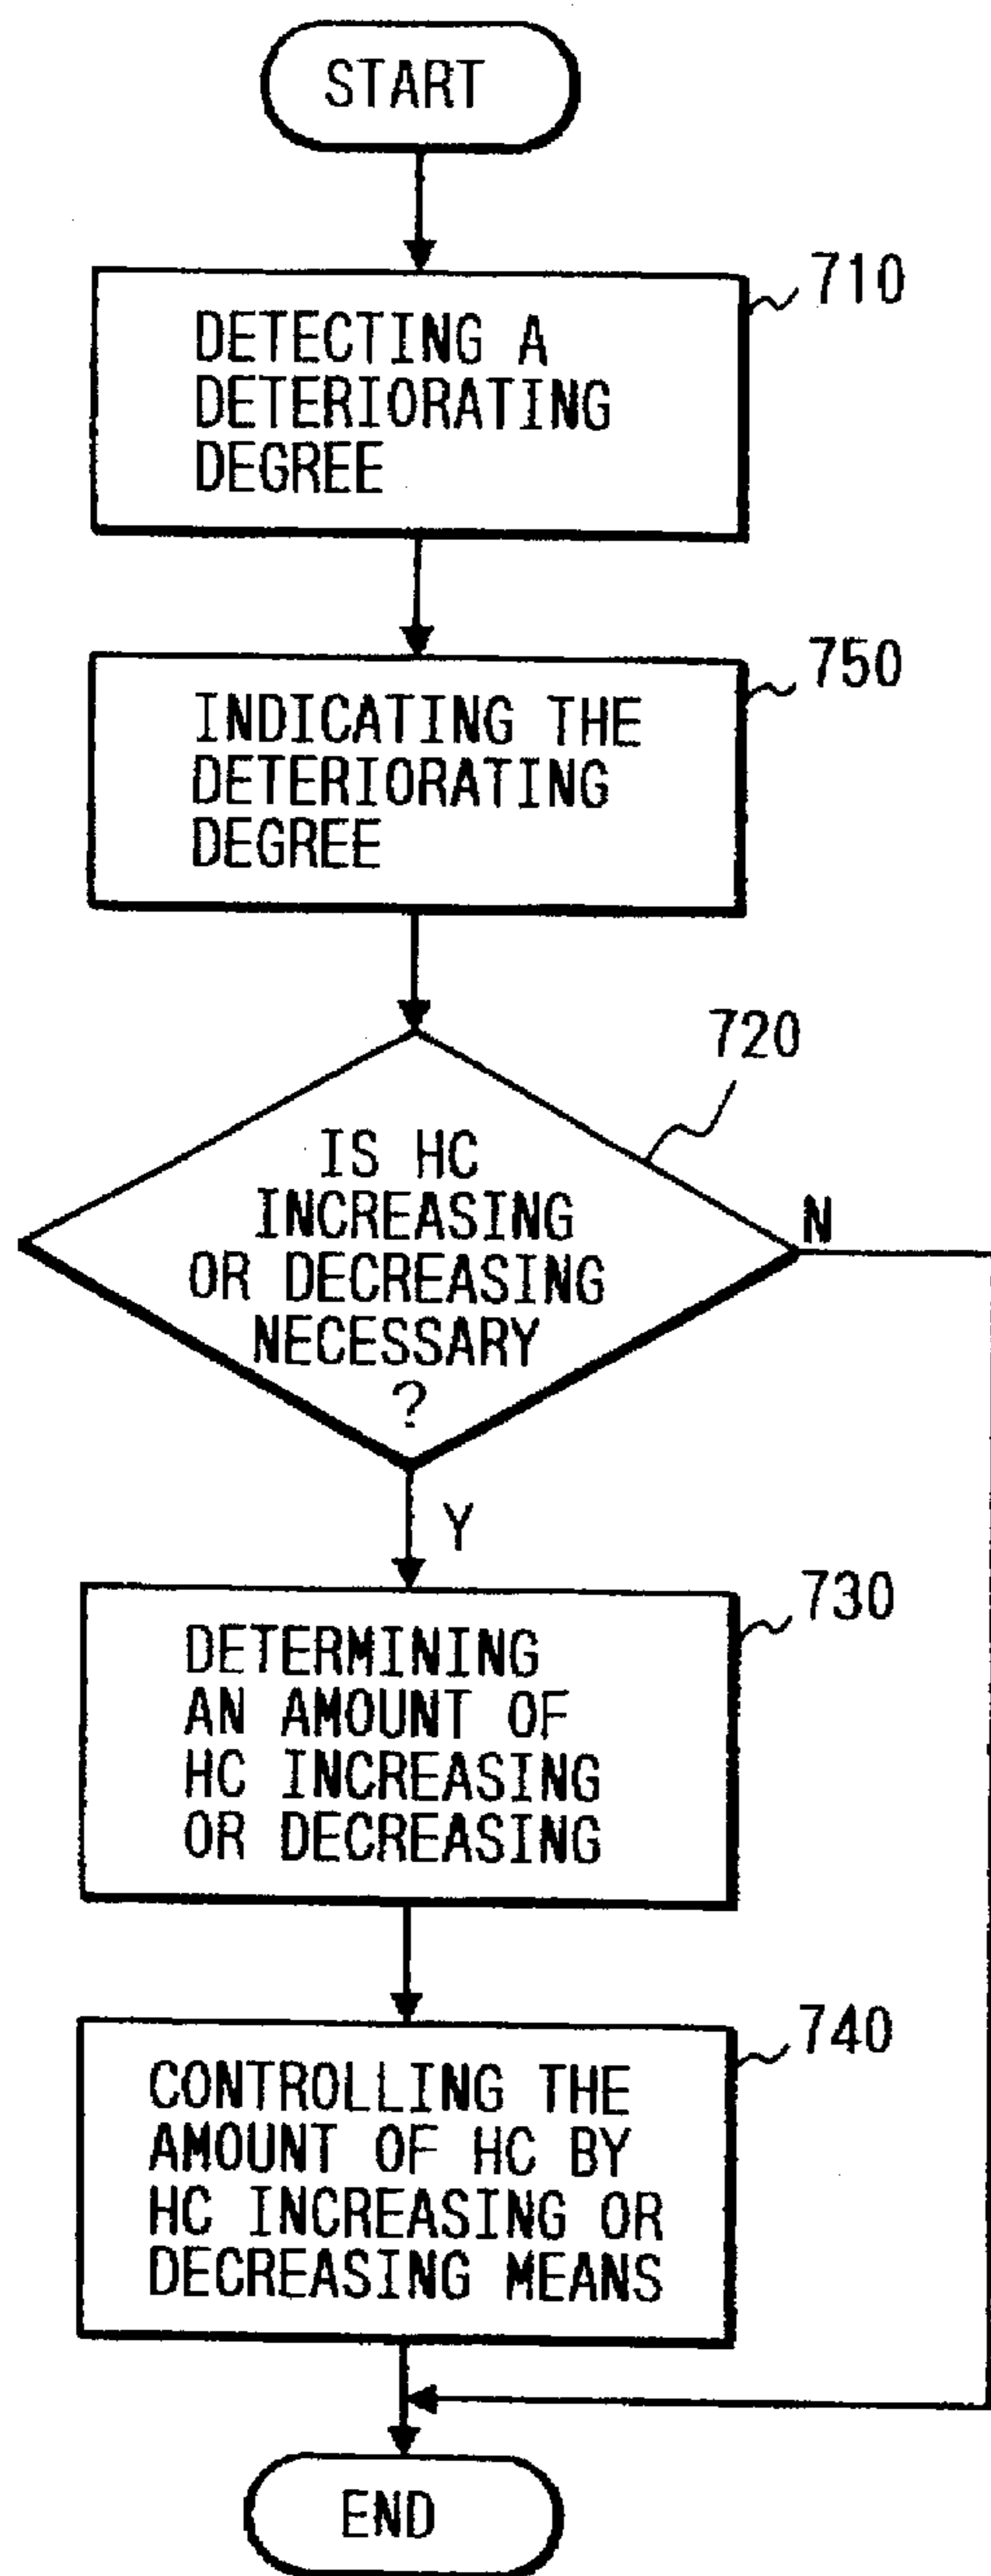 START
710
DETECTING A
DETERIORATING
DEGREE
750
INDICATING THE
DETERIORATING
DEGREE
720
IS HC
INCREASING
OR DECREASING
NECESSARY
?
N
Y
730
DETERMINING
AN AMOUNT OF
HC INCREASING
OR DECREASING
740
CONTROLLING THE
AMOUNT OF HC BY
HC INCREASING OR
DECREASING MEANS
END